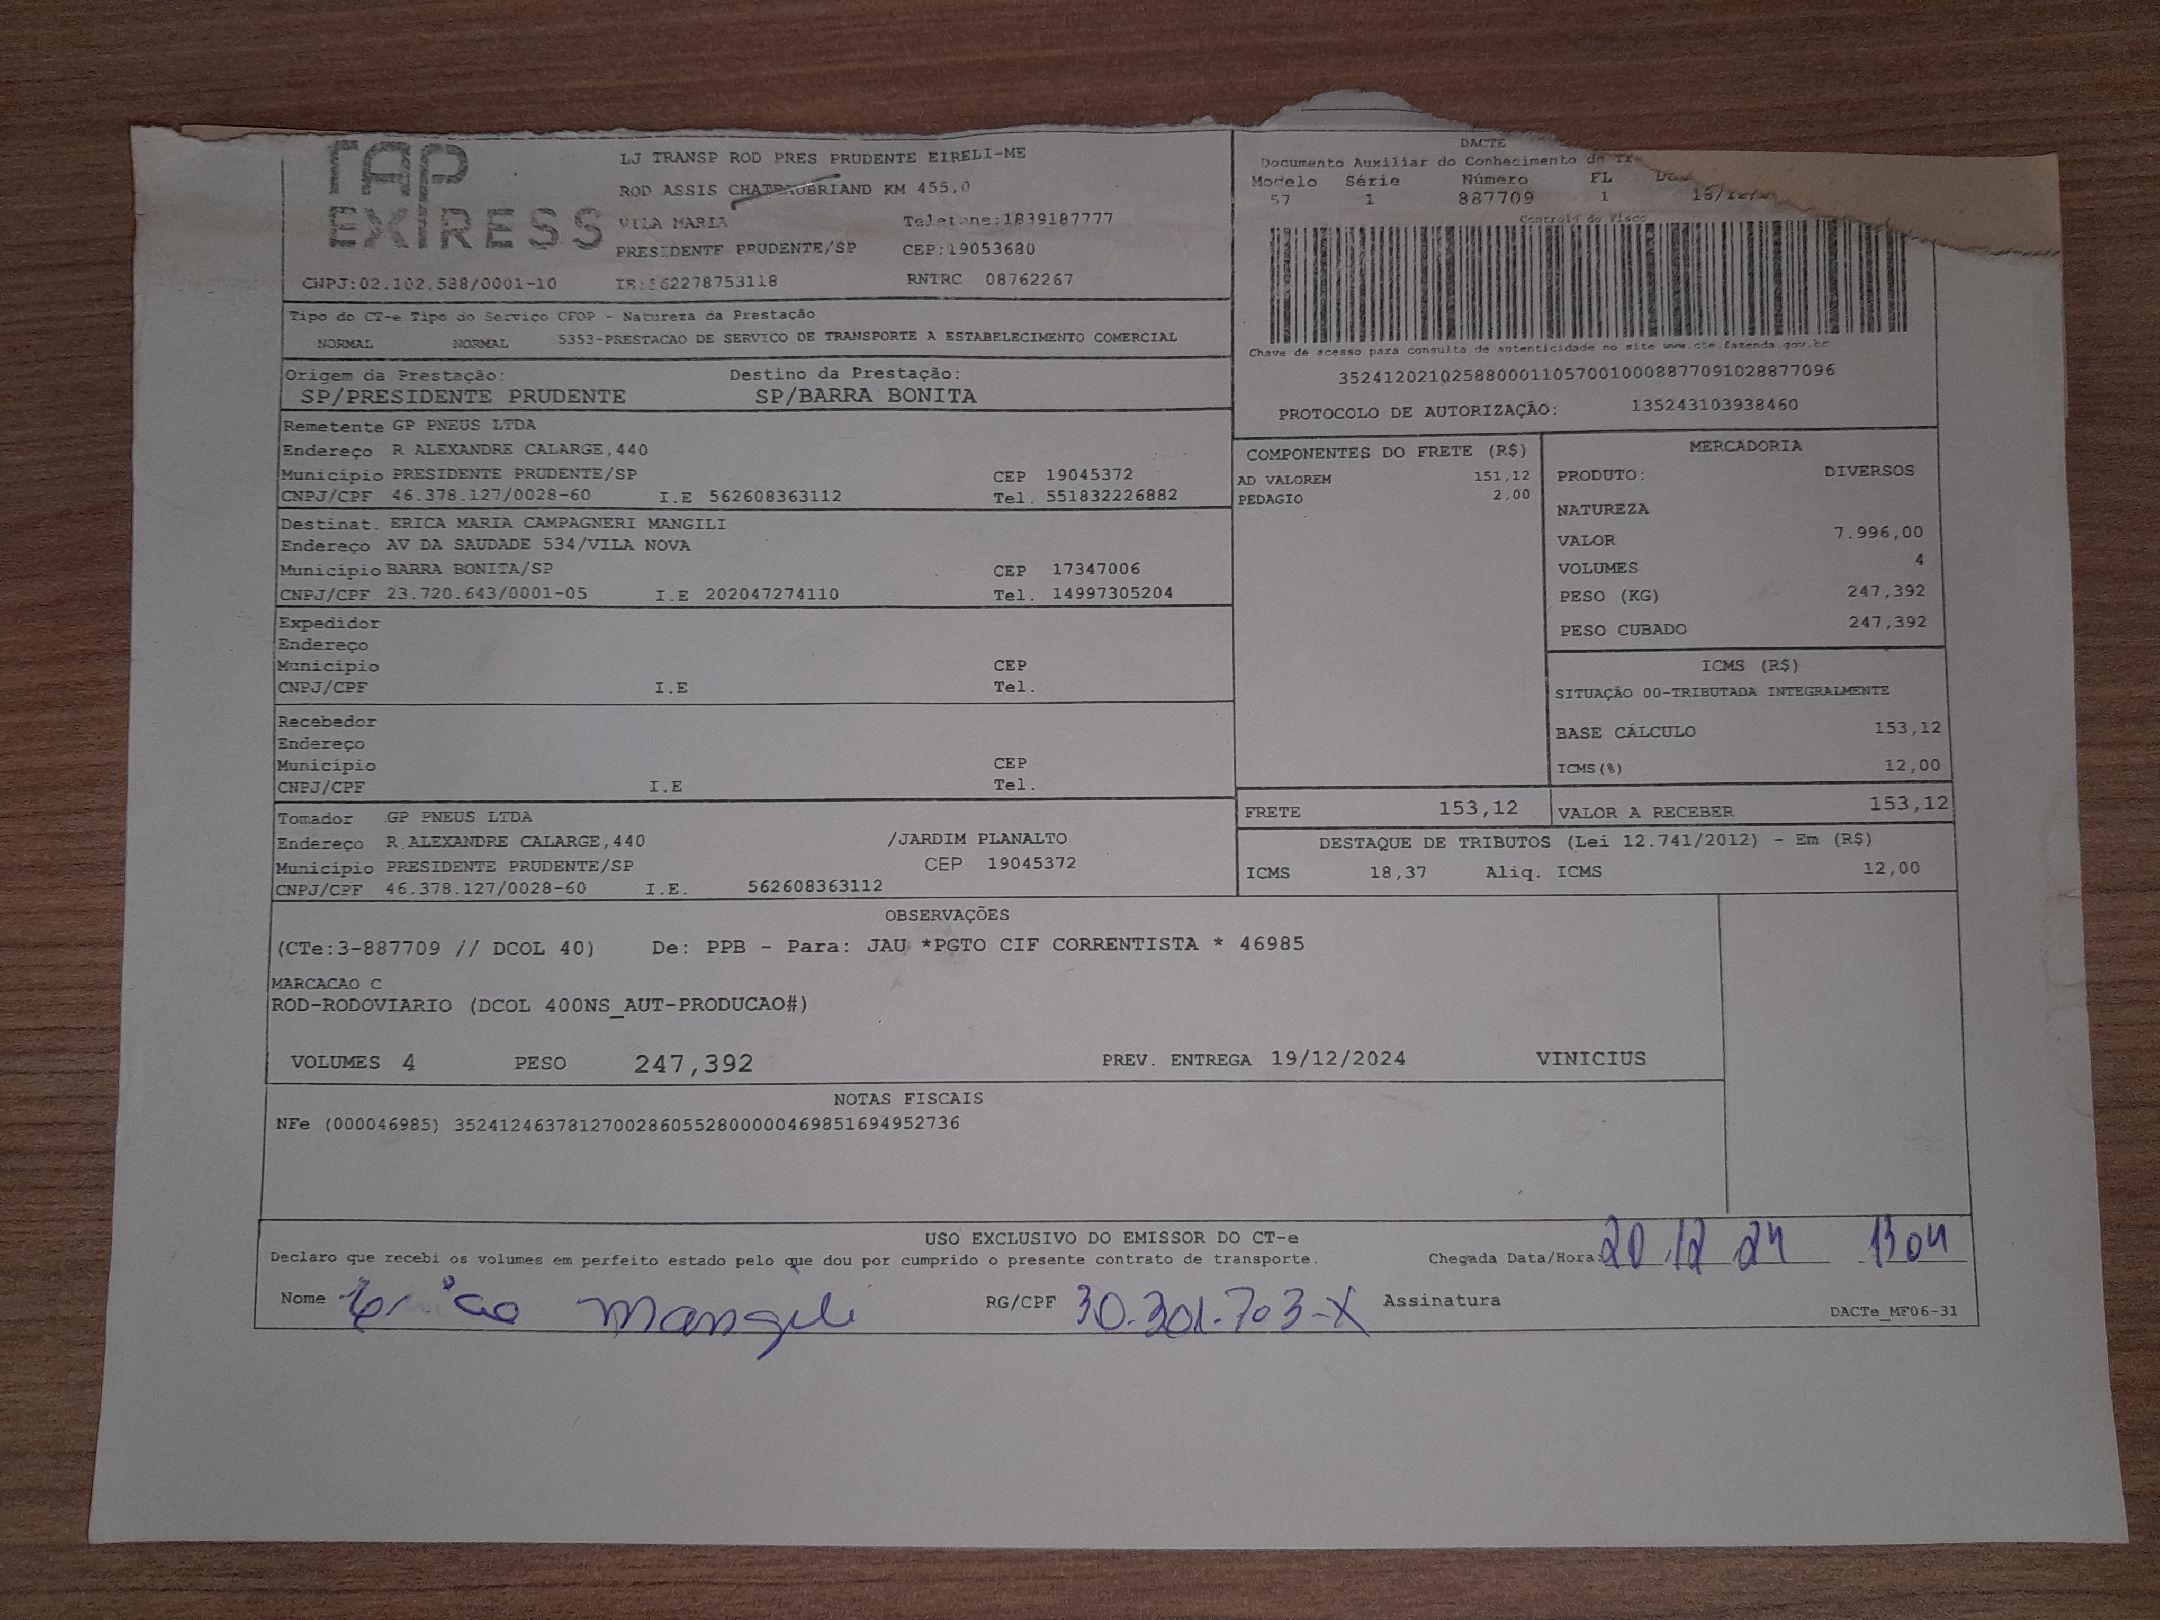 TAP
EXPRESS
LJ TRANSP ROD PRES PRUDENTE EIRELI-ME
ROD ASSIS CHATEAUBRIAND KM 455,0
VILA MARIA Telefone:1839187777
PRESIDENTE PRUDENTE/SP CEP:19053680
CNPJ:02.102.588/0001-10 IE:562278753118 RNTRC 08762267
DACTE
Documento Auxiliar do Conhecimento de
Modelo Série Número FL
57 1 887709 1
Controle do Fisco
Chave de acesso para consulta de autenticidade no site www.cte.fazenda.gov.br
35241202102588000110570010008877091028877096
PROTOCOLO DE AUTORIZAÇÃO: 135243103938460
Tipo do CT-e Tipo do Serviço CFOP - Natureza da Prestação
NORMAL NORMAL 5353-PRESTACAO DE SERVICO DE TRANSPORTE A ESTABELECIMENTO COMERCIAL
Origem da Prestação: Destino da Prestação:
SP/PRESIDENTE PRUDENTE SP/BARRA BONITA
Remetente GP PNEUS LTDA
Endereço R ALEXANDRE CALARGE,440
Município PRESIDENTE PRUDENTE/SP CEP 19045372
CNPJ/CPF 46.378.127/0028-60 I.E 562608363112 Tel. 551832226882
Destinat. ERICA MARIA CAMPAGNERI MANGILI
Endereço AV DA SAUDADE 534/VILA NOVA
Município BARRA BONITA/SP CEP 17347006
CNPJ/CPF 23.720.643/0001-05 I.E 202047274110 Tel. 14997305204
Expedidor
Endereço
Município CEP
CNPJ/CPF I.E Tel.
Recebedor
Endereço
Município CEP
CNPJ/CPF I.E Tel.
Tomador GP PNEUS LTDA
Endereço R ALEXANDRE CALARGE,440 /JARDIM PLANALTO
Município PRESIDENTE PRUDENTE/SP CEP 19045372
CNPJ/CPF 46.378.127/0028-60 I.E. 562608363112
COMPONENTES DO FRETE (R$)
AD VALOREM 151,12
PEDAGIO 2,00
MERCADORIA
PRODUTO: DIVERSOS
NATUREZA
VALOR 7.996,00
VOLUMES 4
PESO (KG) 247,392
PESO CUBADO 247,392
ICMS (R$)
SITUAÇÃO 00-TRIBUTADA INTEGRALMENTE
BASE CÁLCULO 153,12
ICMS(%) 12,00
FRETE 153,12 VALOR A RECEBER 153,12
DESTAQUE DE TRIBUTOS (Lei 12.741/2012) - Em (R$)
ICMS 18,37 Aliq. ICMS 12,00
OBSERVAÇÕES
(CTe:3-887709 // DCOL 40) De: PPB - Para: JAU *PGTO CIF CORRENTISTA * 46985
MARCACAO C
ROD-RODOVIARIO (DCOL 400NS_AUT-PRODUCAO#)
VOLUMES 4 PESO 247,392 PREV. ENTREGA 19/12/2024 VINICIUS
NOTAS FISCAIS
NFe (000046985) 35241246378127002860552800000469851694952736
USO EXCLUSIVO DO EMISSOR DO CT-e
Declaro que recebi os volumes em perfeito estado pelo que dou por cumprido o presente contrato de transporte. Chegada Data/Hora: 20 12 24 1304
Nome Erica Mangili RG/CPF 30.301.703-X Assinatura
DACTe_MF06-31